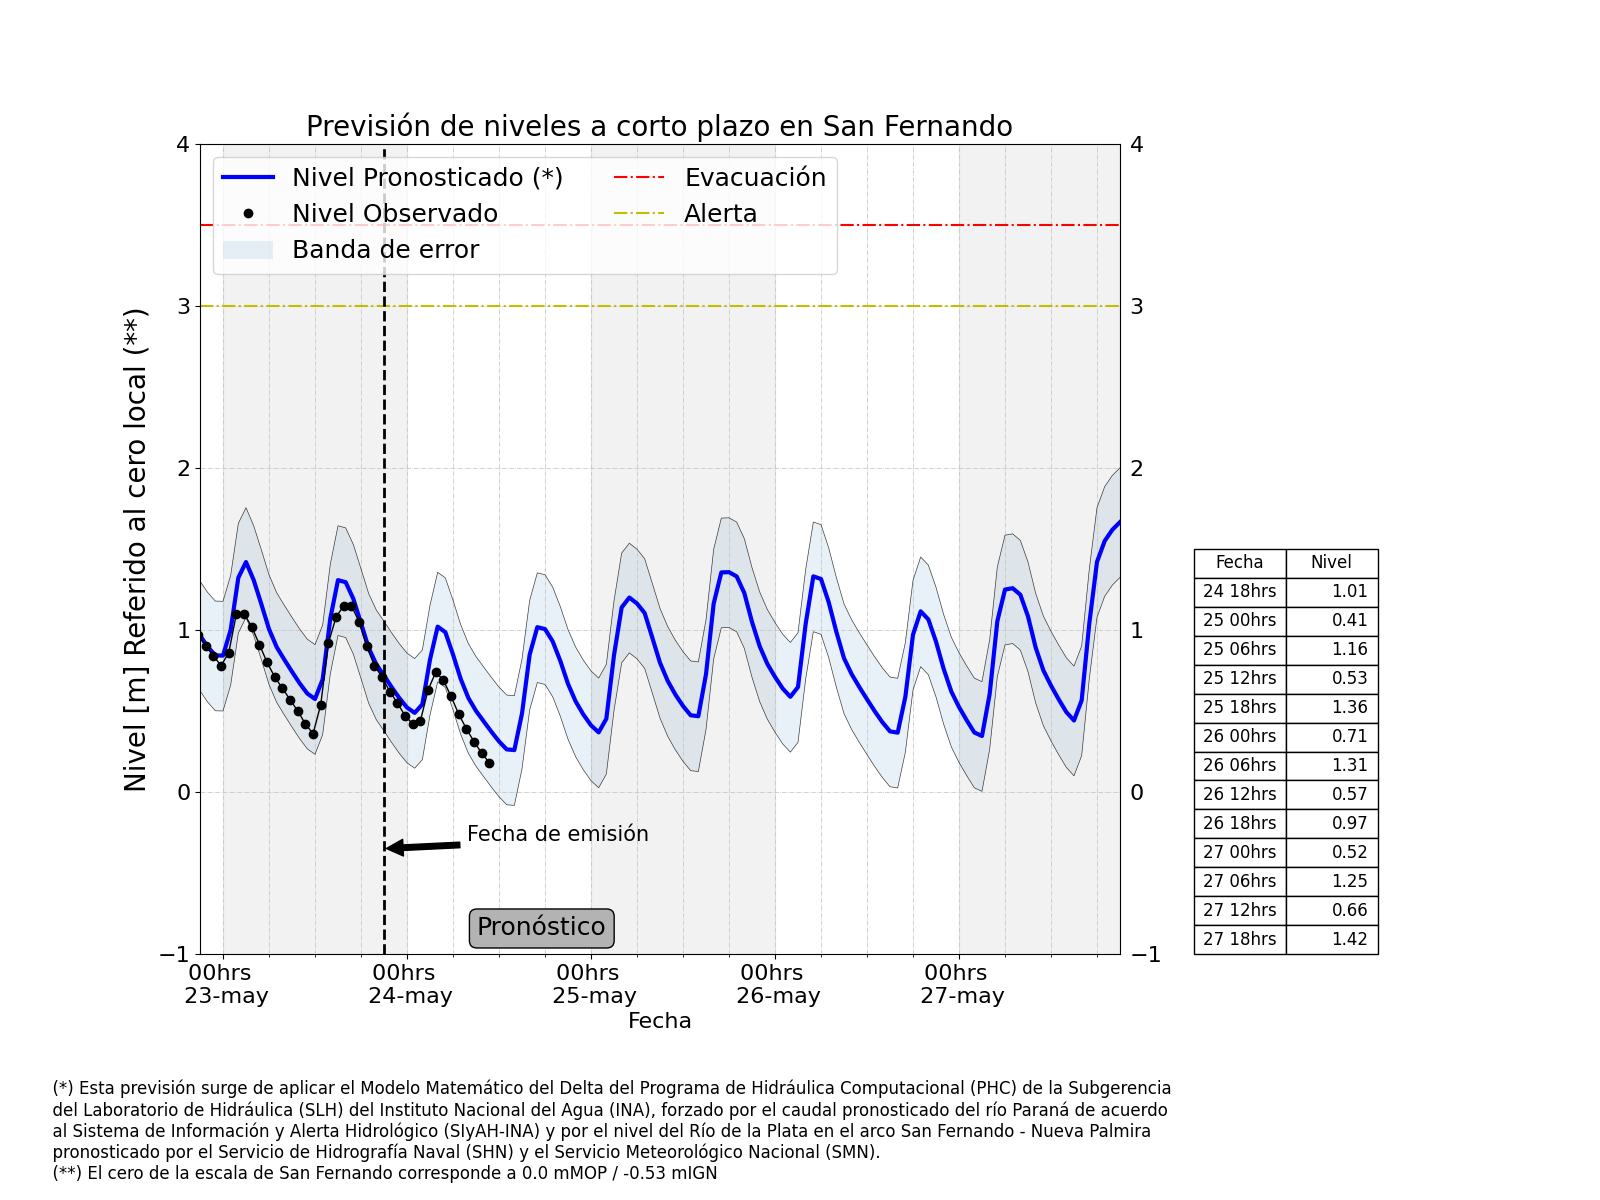 Previsión de niveles a corto plazo en San Fernando
Nivel Pronosticado (*)
Nivel Observado
Banda de error
Evacuación
Alerta
Nivel [m] Referido al cero local (**)
4
3
2
1
0
−1
4
3
2
1
0
−1
Fecha de emisión
Pronóstico
00hrs
23-may
00hrs
24-may
00hrs
25-may
00hrs
26-may
00hrs
27-may
Fecha
Fecha Nivel
24 18hrs 1.01
25 00hrs 0.41
25 06hrs 1.16
25 12hrs 0.53
25 18hrs 1.36
26 00hrs 0.71
26 06hrs 1.31
26 12hrs 0.57
26 18hrs 0.97
27 00hrs 0.52
27 06hrs 1.25
27 12hrs 0.66
27 18hrs 1.42
(*) Esta previsión surge de aplicar el Modelo Matemático del Delta del Programa de Hidráulica Computacional (PHC) de la Subgerencia
del Laboratorio de Hidráulica (SLH) del Instituto Nacional del Agua (INA), forzado por el caudal pronosticado del río Paraná de acuerdo
al Sistema de Información y Alerta Hidrológico (SIyAH-INA) y por el nivel del Río de la Plata en el arco San Fernando - Nueva Palmira
pronosticado por el Servicio de Hidrografía Naval (SHN) y el Servicio Meteorológico Nacional (SMN).
(**) El cero de la escala de San Fernando corresponde a 0.0 mMOP / -0.53 mIGN